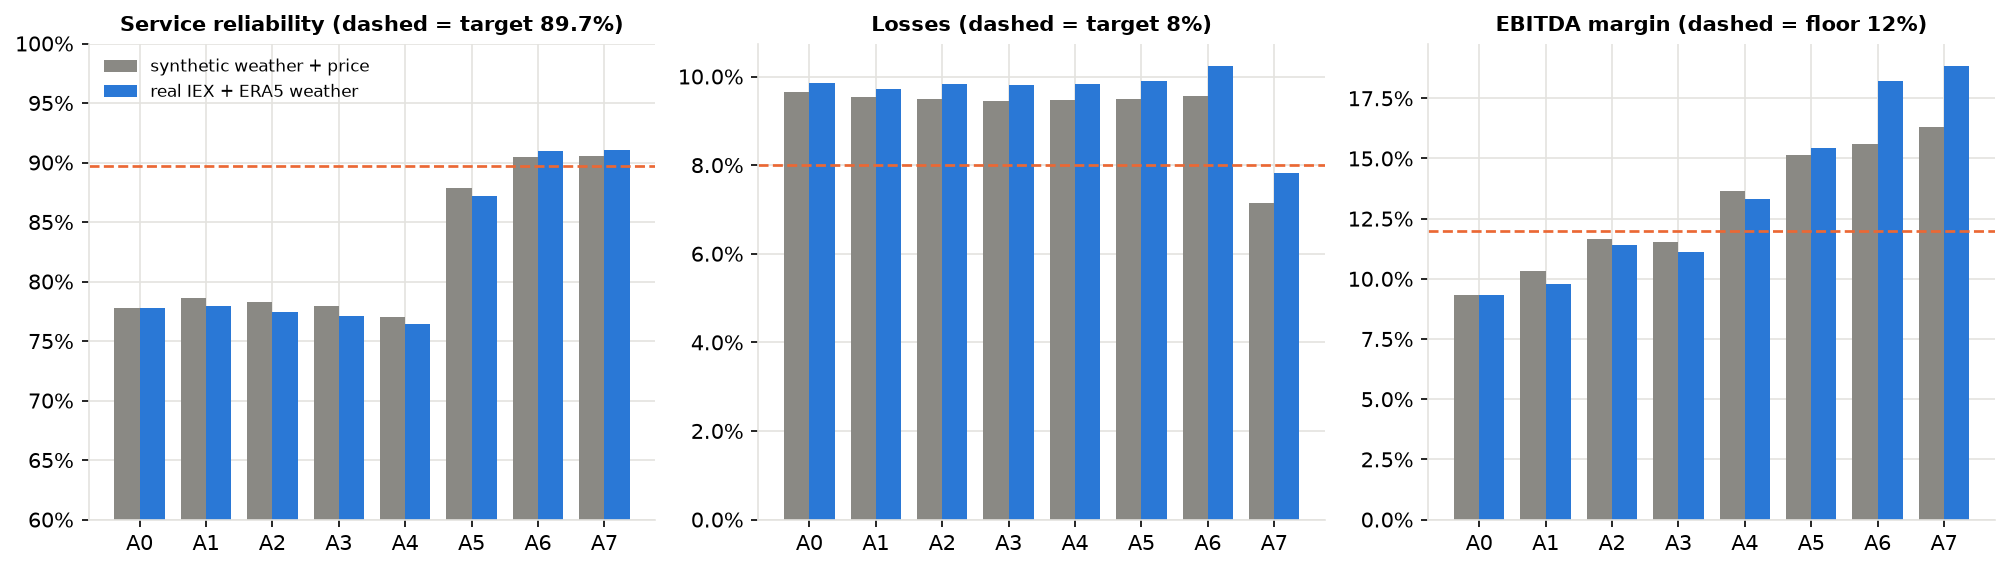 Service reliability (dashed = target 89.7%)
100%
95%
90%
85%
80%
75%
70%
65%
60%
synthetic weather + price
real IEX + ERA5 weather
A0 A1 A2 A3 A4 A5 A6 A7
Losses (dashed = target 8%)
10.0%
8.0%
6.0%
4.0%
2.0%
0.0%
A0 A1 A2 A3 A4 A5 A6 A7
EBITDA margin (dashed = floor 12%)
17.5%
15.0%
12.5%
10.0%
7.5%
5.0%
2.5%
0.0%
A0 A1 A2 A3 A4 A5 A6 A7